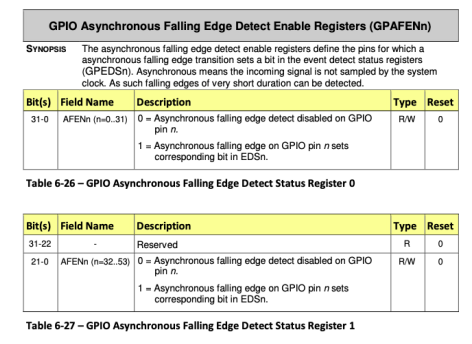 GPIO Asynchronous Falling Edge Detect Enable Registers (GPAFENn)
SYNOPSIS The asynchronous falling edge detect enable registers define the pins for which a
asynchronous falling edge transition sets a bit in the event detect status registers
(GPEDSn). Asynchronous means the incoming signal is not sampled by the system
clock. As such falling edges of very short duration can be detected.
Bit(s) Field Name Description Type Reset
31-0 AFENn (n=0..31) 0 = Asynchronous falling edge detect disabled on GPIO R/W 0
pin n.
1 = Asynchronous falling edge on GPIO pin n sets
corresponding bit in EDSn.
Table 6-26 – GPIO Asynchronous Falling Edge Detect Status Register 0
Bit(s) Field Name Description Type Reset
31-22 - Reserved R 0
21-0 AFENn (n=32..53) 0 = Asynchronous falling edge detect disabled on GPIO R/W 0
pin n.
1 = Asynchronous falling edge on GPIO pin n sets
corresponding bit in EDSn.
Table 6-27 – GPIO Asynchronous Falling Edge Detect Status Register 1